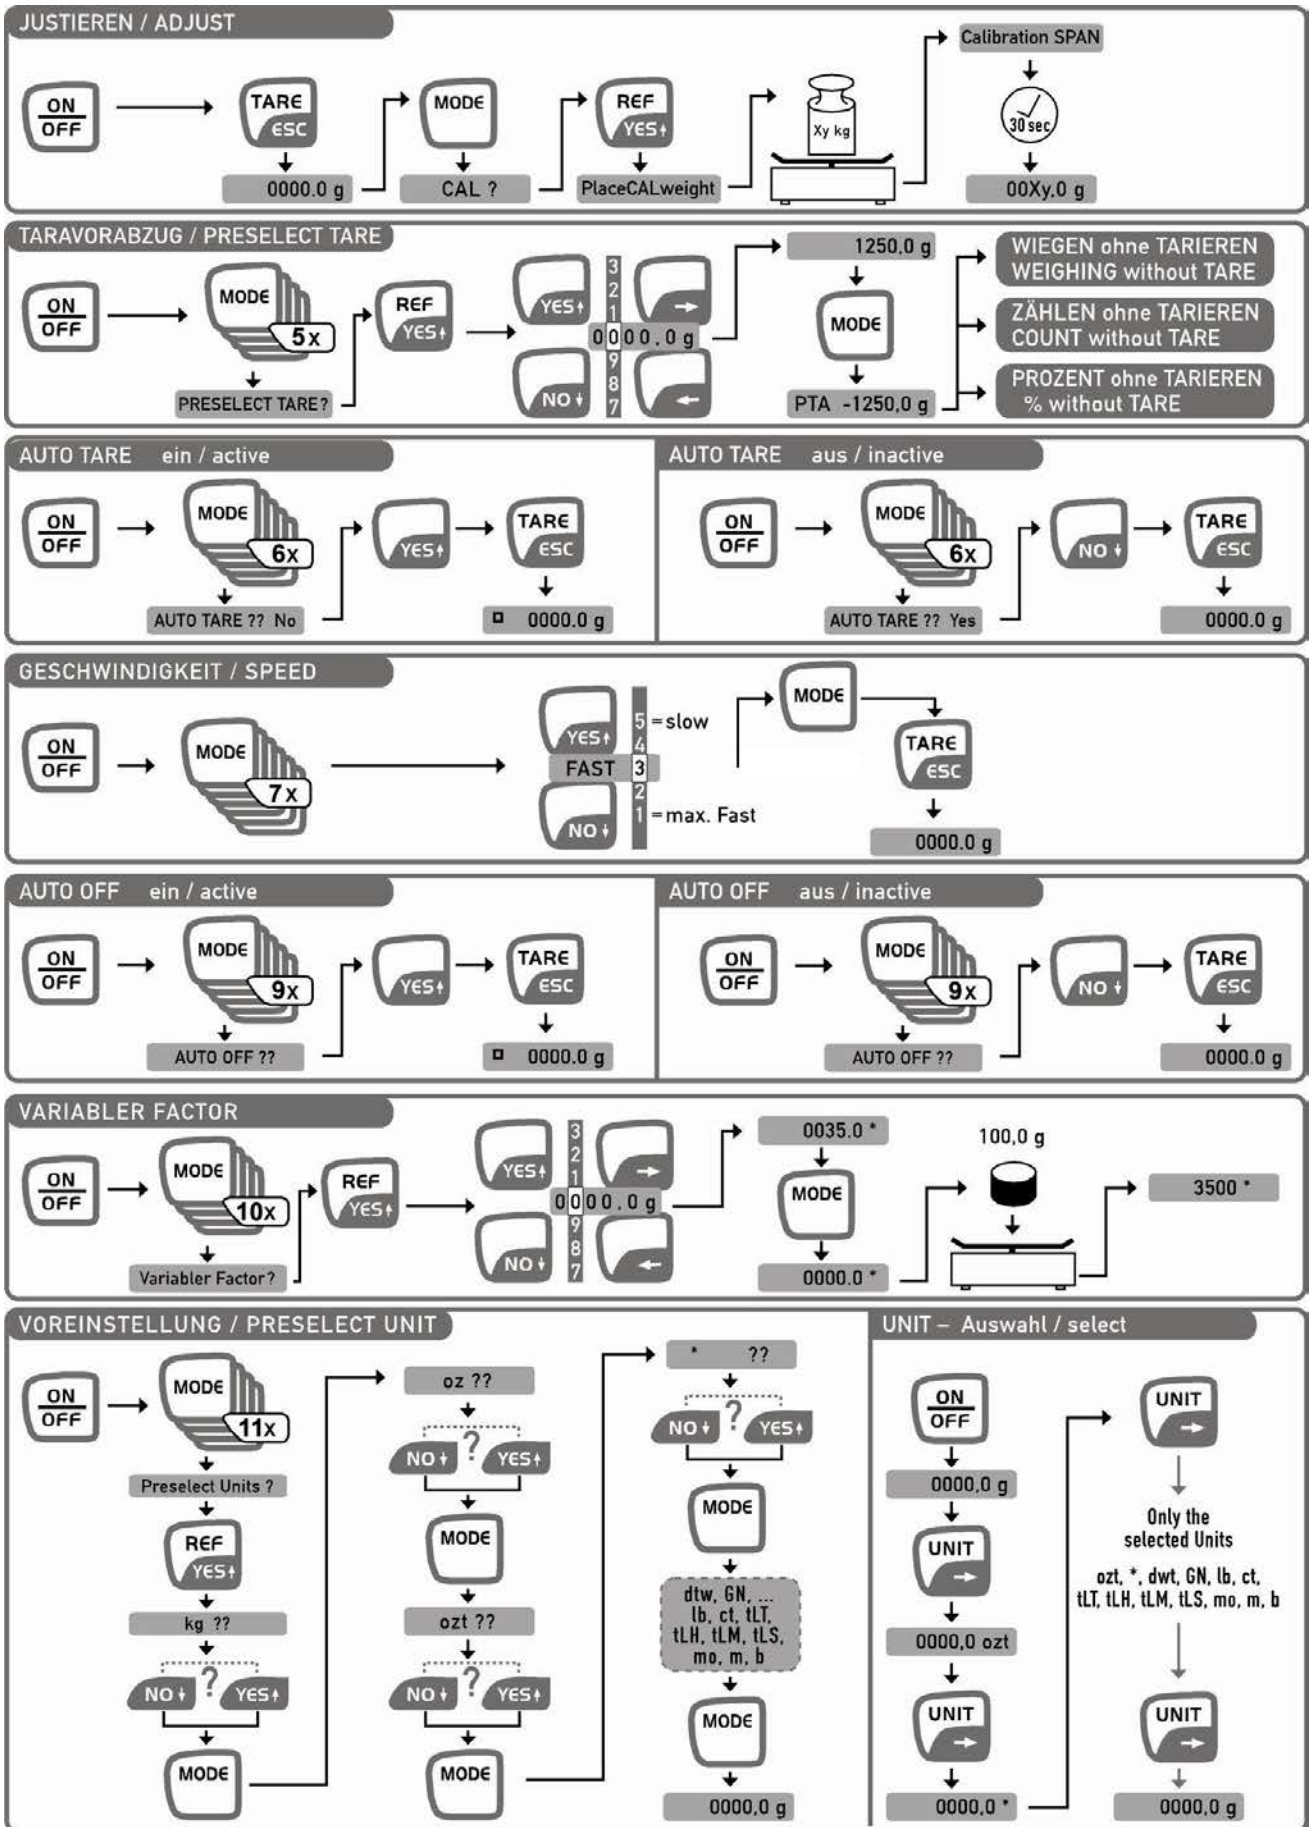 JUSTIEREN / ADJUST
ON
OFF
TARE
ESC
0000.0 g
MODE
CAL ?
REF
YES↑
PlaceCALweight
Xy kg
Calibration SPAN
30 sec
00Xy,0 g
TARAVORABZUG / PRESELECT TARE
ON
OFF
MODE
5x
PRESELECT TARE?
REF
YES↑
YES↑
NO↓
3
2
1
0000.0 g
9
8
7
→
←
1250,0 g
MODE
PTA -1250,0 g
WIEGEN ohne TARIEREN
WEIGHING without TARE
ZÄHLEN ohne TARIEREN
COUNT without TARE
PROZENT ohne TARIEREN
% without TARE
AUTO TARE ein / active
ON
OFF
MODE
6x
AUTO TARE ?? No
YES↑
TARE
ESC
0000.0 g
AUTO TARE aus / inactive
ON
OFF
MODE
6x
AUTO TARE ?? Yes
NO↓
TARE
ESC
0000.0 g
GESCHWINDIGKEIT / SPEED
ON
OFF
MODE
7x
YES↑
5 = slow
4
FAST 3
2
1 = max. Fast
NO↓
MODE
TARE
ESC
0000.0 g
AUTO OFF ein / active
ON
OFF
MODE
9x
AUTO OFF ??
YES↑
TARE
ESC
0000.0 g
AUTO OFF aus / inactive
ON
OFF
MODE
9x
AUTO OFF ??
NO↓
TARE
ESC
0000.0 g
VARIABLER FACTOR
ON
OFF
MODE
10x
Variabler Factor?
REF
YES↑
YES↑
NO↓
3
2
1
0000.0 g
9
8
7
→
←
0035.0 *
MODE
0000.0 *
100,0 g
3500 *
VOREINSTELLUNG / PRESELECT UNIT
ON
OFF
MODE
11x
Preselect Units ?
REF
YES↑
kg ??
NO↓ ? YES↑
MODE
oz ??
NO↓ ? YES↑
MODE
ozt ??
NO↓ ? YES↑
MODE
* ??
NO↓ ? YES↑
MODE
dtw, GN, ...
lb, ct, tLT,
tLH, tLM, tLS,
mo, m, b
MODE
0000,0 g
UNIT – Auswahl / select
ON
OFF
0000,0 g
UNIT
→
0000,0 ozt
UNIT
→
0000,0 *
UNIT
→
Only the
selected Units
ozt, *, dwt, GN, lb, ct,
tLT, tLH, tLM, tLS, mo, m, b
UNIT
→
0000,0 g